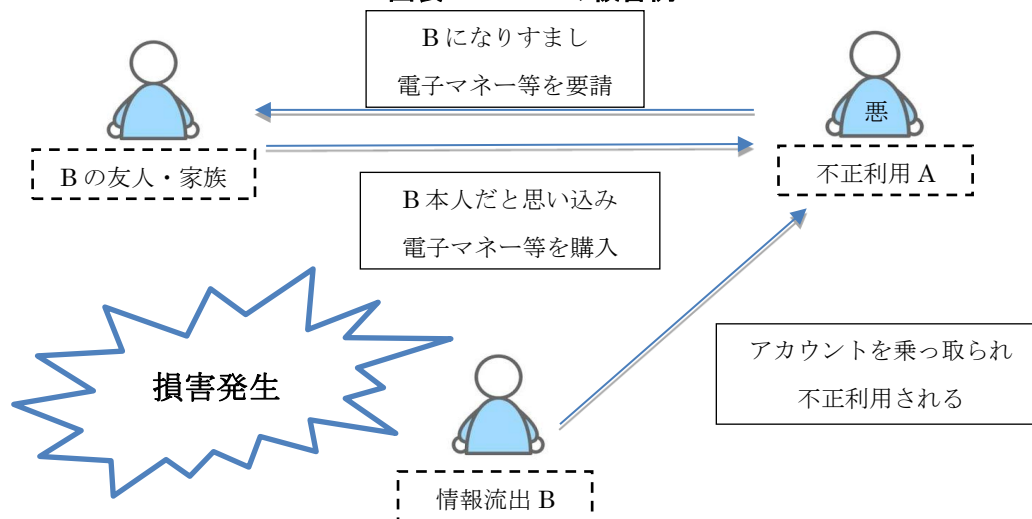 Bになりすまし
電子マネー等を要請
悪
Bの友人・家族
不正利用A
B本人だと思い込み
電子マネー等を購入
アカウントを乗っ取られ
不正利用される
損害発生
情報流出B